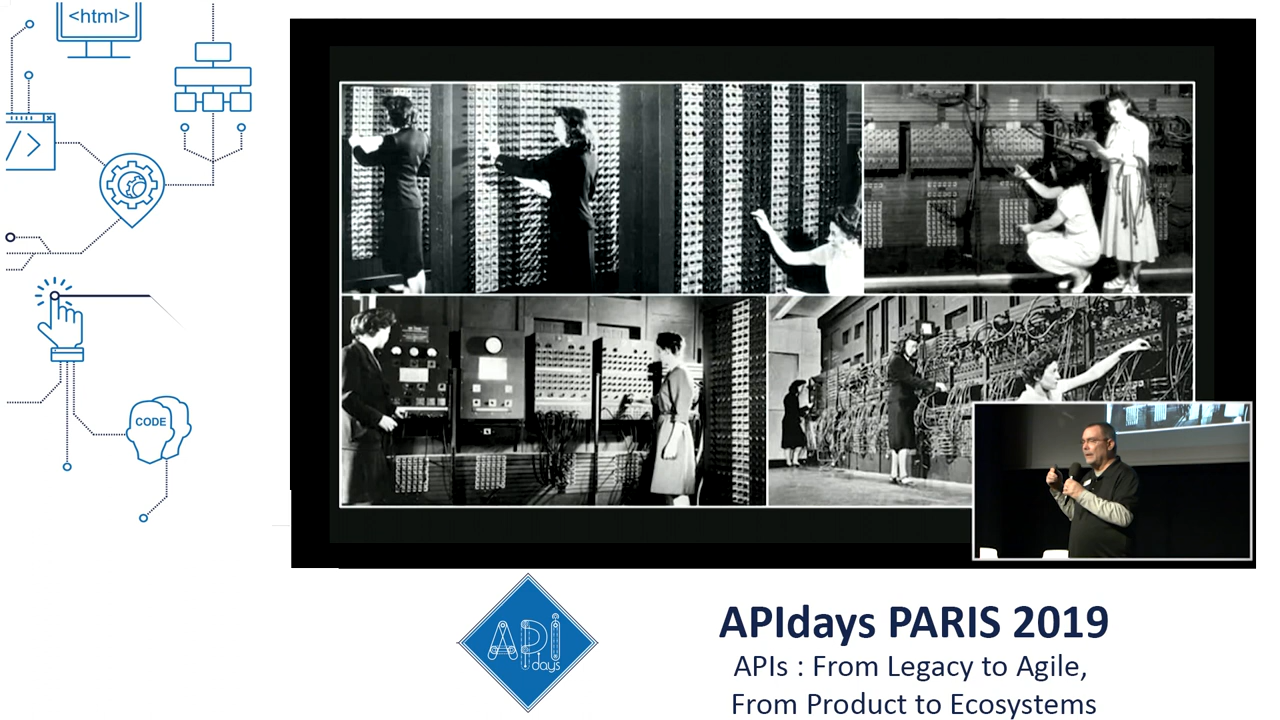 <html>
</>
CODE
API
days
APIdays PARIS 2019
APIs : From Legacy to Agile,
From Product to Ecosystems